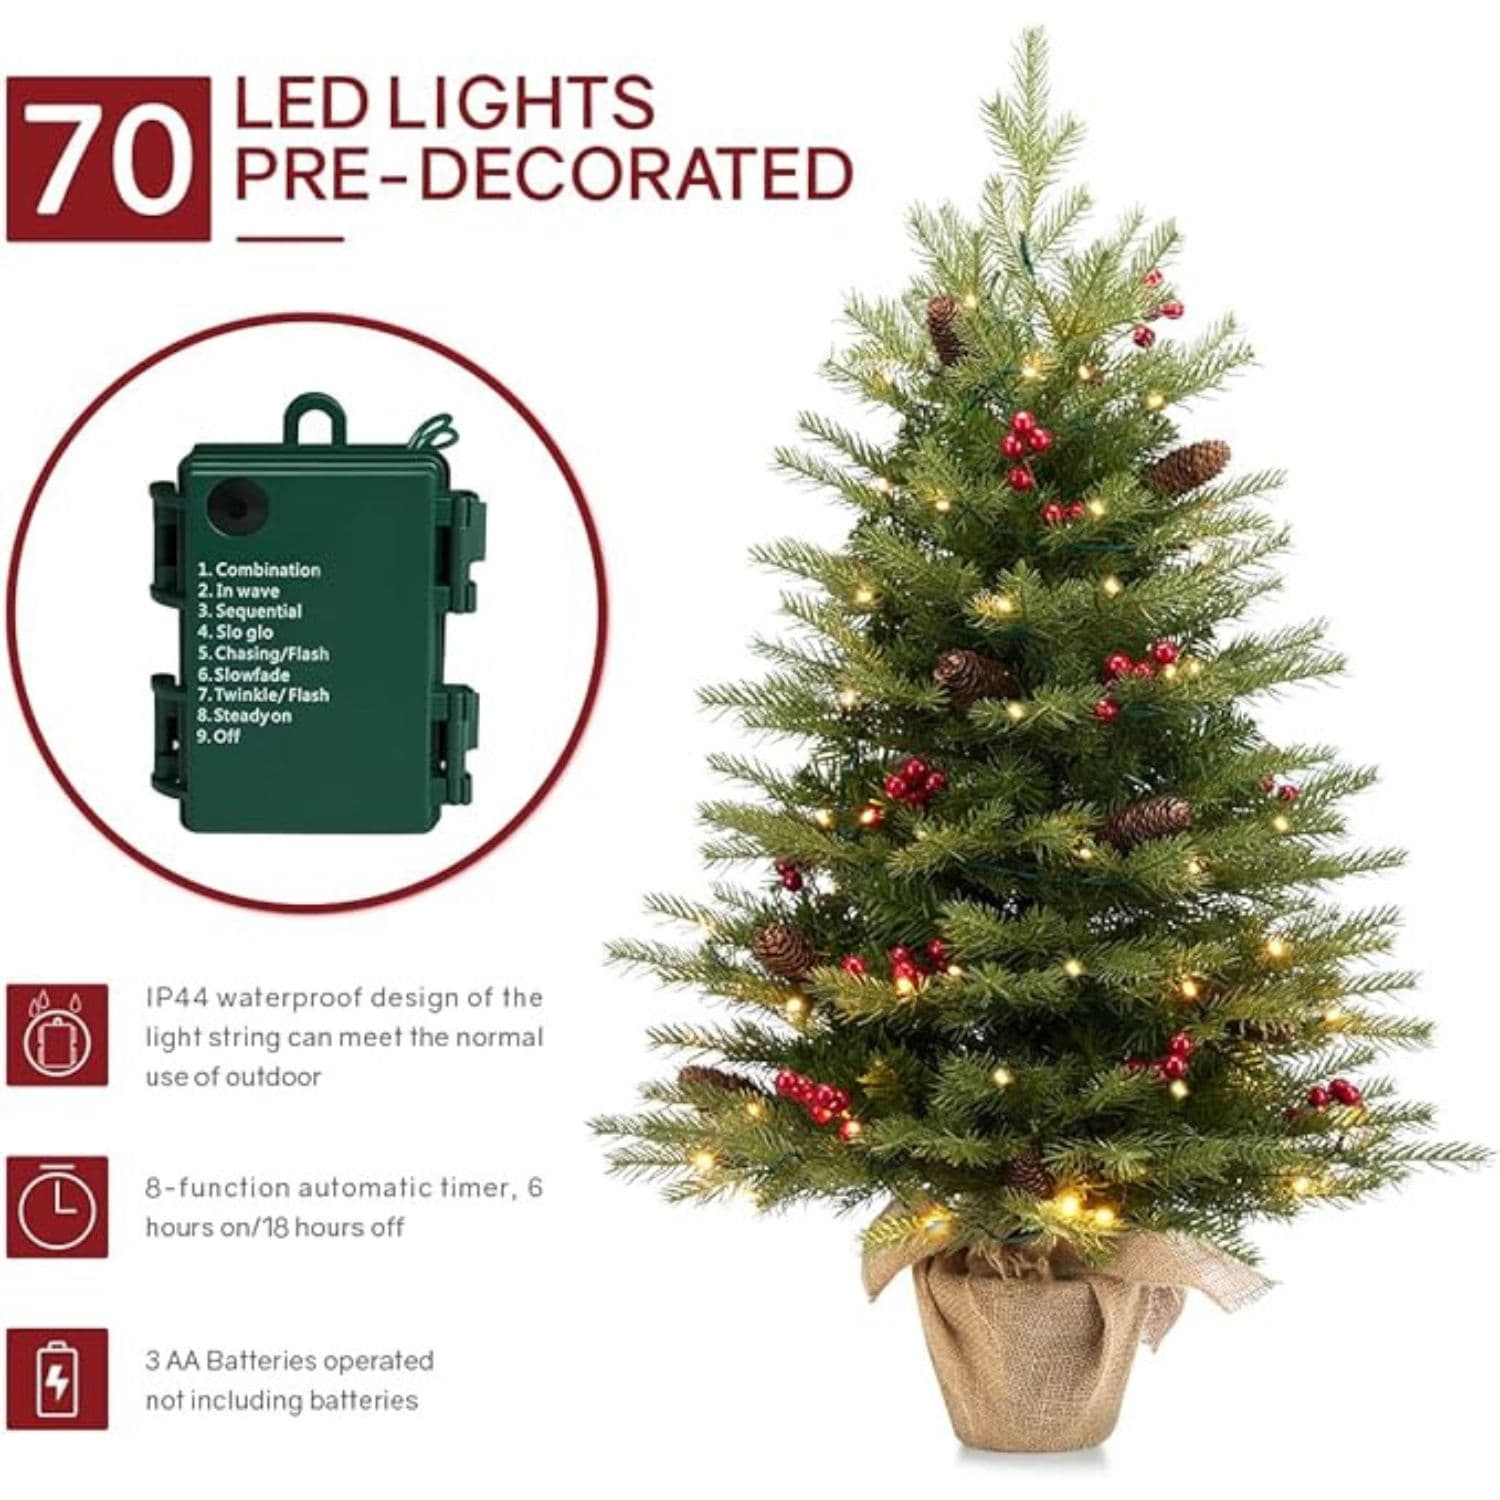 70
LED LIGHTS
PRE-DECORATED
1. Combination
2. In wave
3. Sequential
4. Slo glo
5. Chasing/Flash
6. Slowfade
7. Twinkle/Flash
8. Steady on
9. Off
IP44 waterproof design of the
light string can meet the normal
use of outdoor
8-function automatic timer, 6
hours on/18 hours off
3 AA Batteries operated
not including batteries